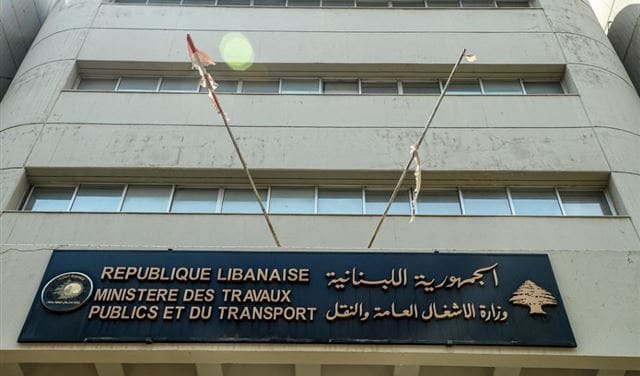 REPUBLIQUE LIBANAISE
MINISTERE DES TRAVAUX
PUBLICS ET DU TRANSPORT
الجمهورية اللبنانية
وزارة الاشغال العامة والنقل